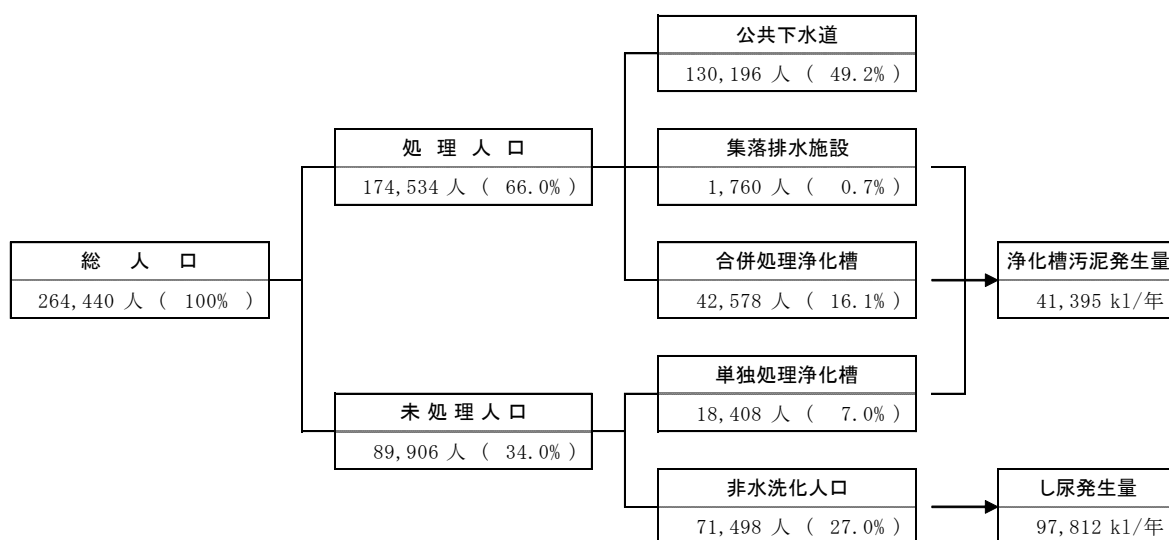 公共下水道
130,196 人 ( 49.2% )
処 理 人 口
174,534 人 ( 66.0% )
集落排水施設
1,760 人 ( 0.7% )
総 人 口
264,440 人 ( 100% )
合併処理浄化槽
42,578 人 ( 16.1% )
浄化槽汚泥発生量
41,395 kl/年
単独処理浄化槽
18,408 人 ( 7.0% )
未 処 理 人 口
89,906 人 ( 34.0% )
非水洗化人口
71,498 人 ( 27.0% )
し尿発生量
97,812 kl/年